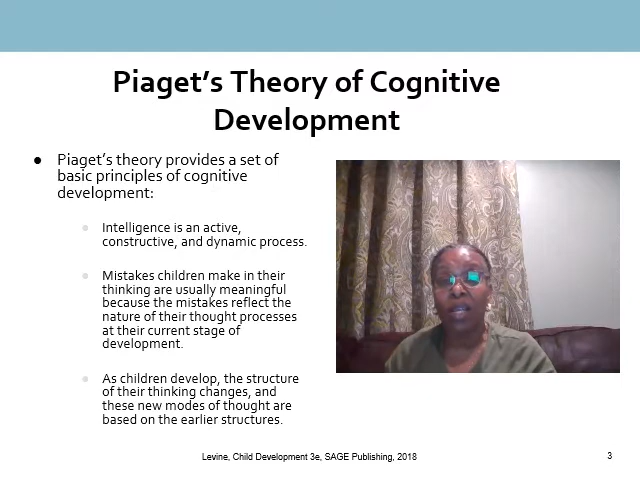 Piaget’s Theory of Cognitive
Development
● Piaget’s theory provides a set of
basic principles of cognitive
development:
● Intelligence is an active,
constructive, and dynamic process.
● Mistakes children make in their
thinking are usually meaningful
because the mistakes reflect the
nature of their thought processes
at their current stage of
development.
● As children develop, the structure
of their thinking changes, and
these new modes of thought are
based on the earlier structures.
Levine, Child Development 3e, SAGE Publishing, 2018
3